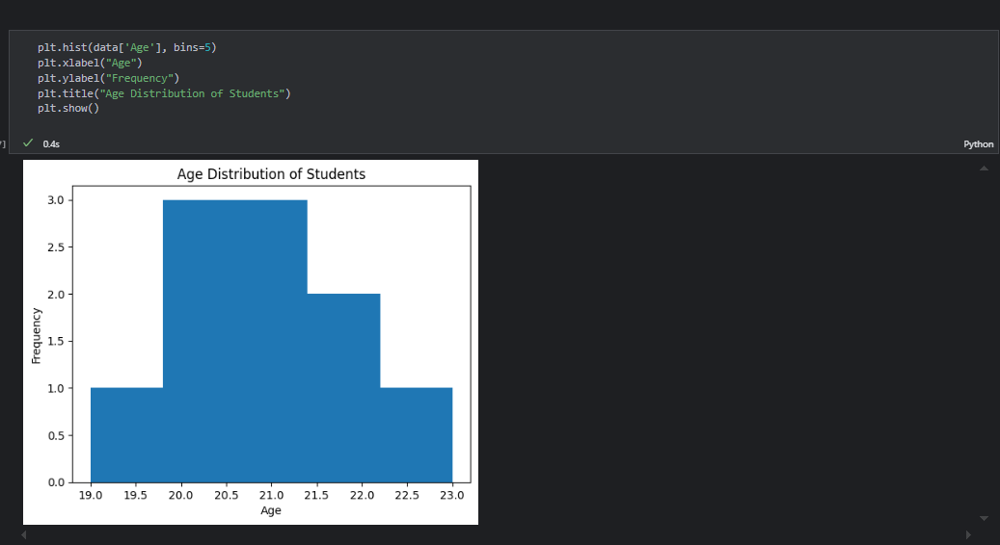 plt.hist(data['Age'], bins=5)
plt.xlabel("Age")
plt.ylabel("Frequency")
plt.title("Age Distribution of Students")
plt.show()
0.4s
Python
Age Distribution of Students
3.0
2.5
2.0
1.5
1.0
0.5
0.0
Frequency
19.0 19.5 20.0 20.5 21.0 21.5 22.0 22.5 23.0
Age